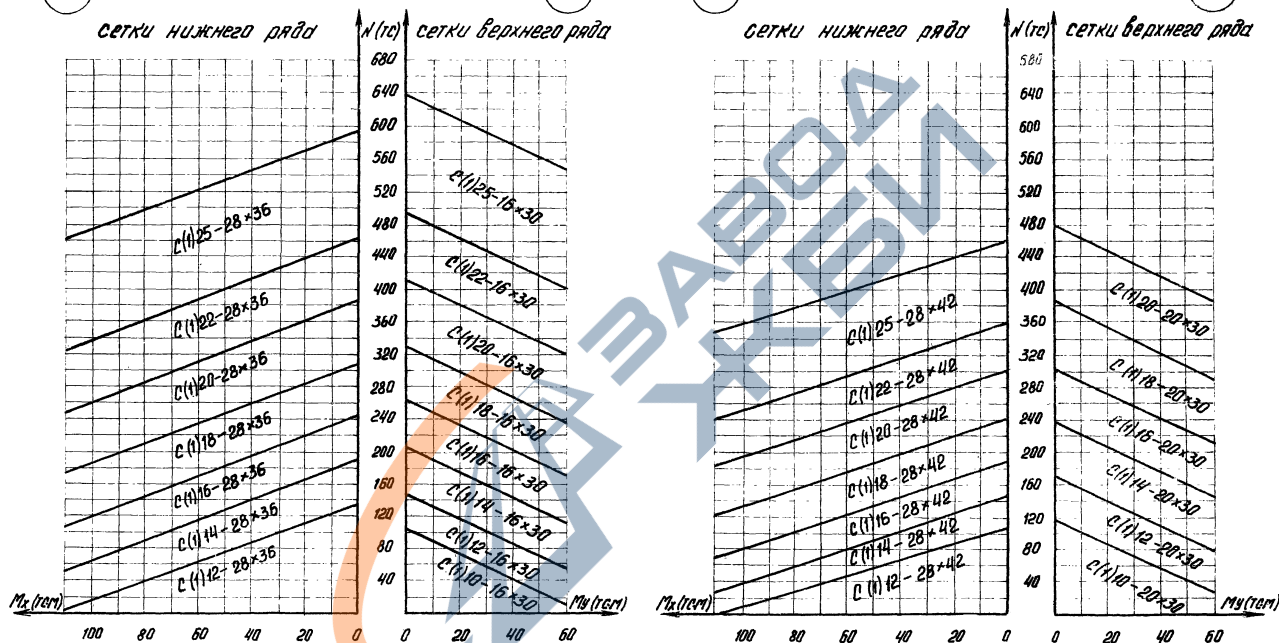 сетки нижнего ряда
N(тс)
сетки верхнего ряда
680
640
600
560
520
480
440
400
360
320
280
240
200
160
120
80
40
С(1)25-28×36
С(1)22-28×36
С(1)20-28×36
С(1)18-28×36
С(1)16-28×36
С(1)14-28×36
С(1)12-28×36
С(1)25-16×30
С(1)22-16×30
С(1)20-16×30
С(1)18-16×30
С(1)16-16×30
С(1)14-16×30
С(1)12-16×30
С(1)10-16×30
Mx(тсм)
Mу(тсм)
100 80 60 40 20 0
0 20 40 60
сетки нижнего ряда
N(тс)
сетки верхнего ряда
680
640
600
560
520
480
440
400
360
320
280
240
200
160
120
80
40
С(1)25-28×42
С(1)22-28×42
С(1)20-28×42
С(1)18-28×42
С(1)16-28×42
С(1)14-28×42
С(1)12-28×42
С(1)20-20×30
С(1)18-20×30
С(1)16-20×30
С(1)14-20×30
С(1)12-20×30
С(1)10-20×30
Mx(тсм)
Mу(тсм)
100 80 60 40 20 0
0 20 40 60
ЗАВОД
ЖБИ